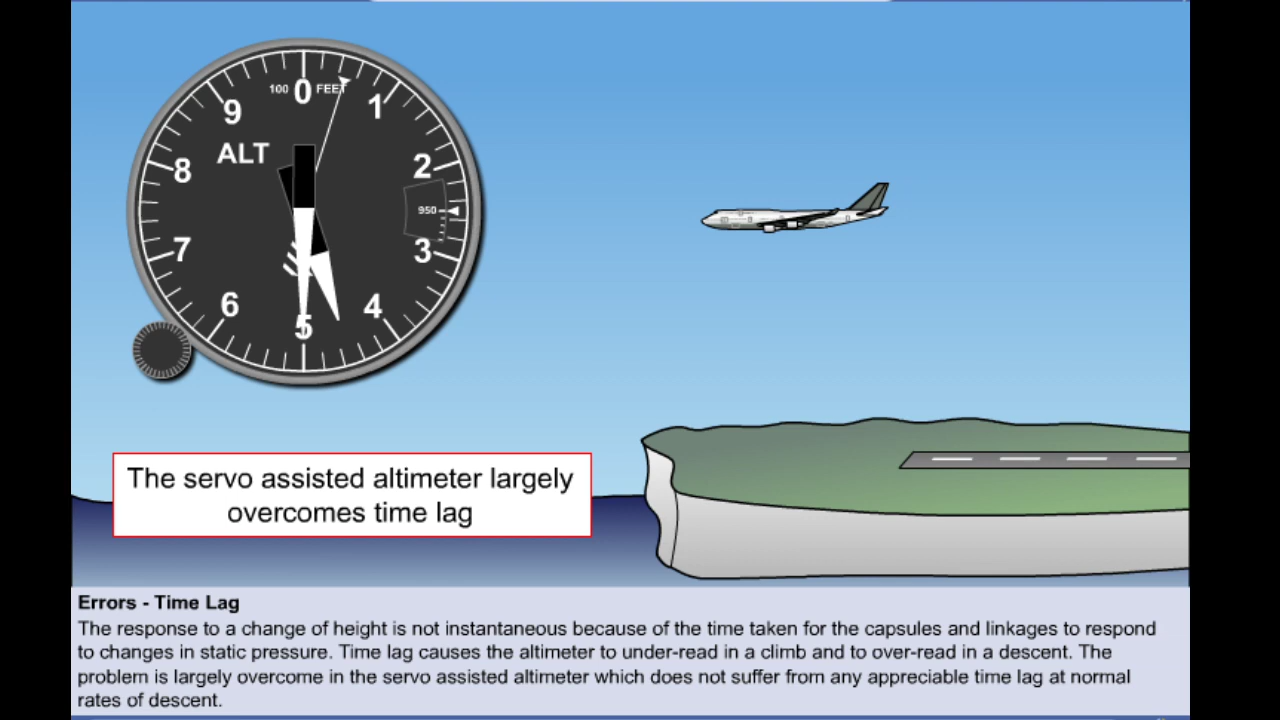 100 0 FEET
9 1
ALT
8 2
950
7 3
6 4
5
The servo assisted altimeter largely
overcomes time lag
Errors - Time Lag
The response to a change of height is not instantaneous because of the time taken for the capsules and linkages to respond
to changes in static pressure. Time lag causes the altimeter to under-read in a climb and to over-read in a descent. The
problem is largely overcome in the servo assisted altimeter which does not suffer from any appreciable time lag at normal
rates of descent.